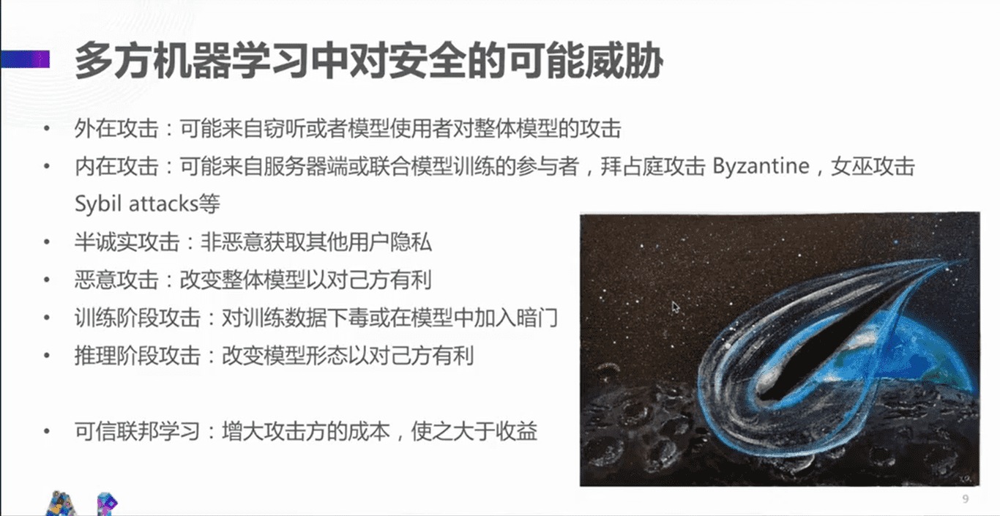 多方机器学习中对安全的可能威胁
• 外在攻击：可能来自窃听或者模型使用者对整体模型的攻击
• 内在攻击：可能来自服务器端或联合模型训练的参与者，拜占庭攻击 Byzantine，女巫攻击
Sybil attacks等
• 半诚实攻击：非恶意获取其他用户隐私
• 恶意攻击：改变整体模型以对己方有利
• 训练阶段攻击：对训练数据下毒或在模型中加入暗门
• 推理阶段攻击：改变模型形态以对己方有利
• 可信联邦学习：增大攻击方的成本，使之大于收益
9